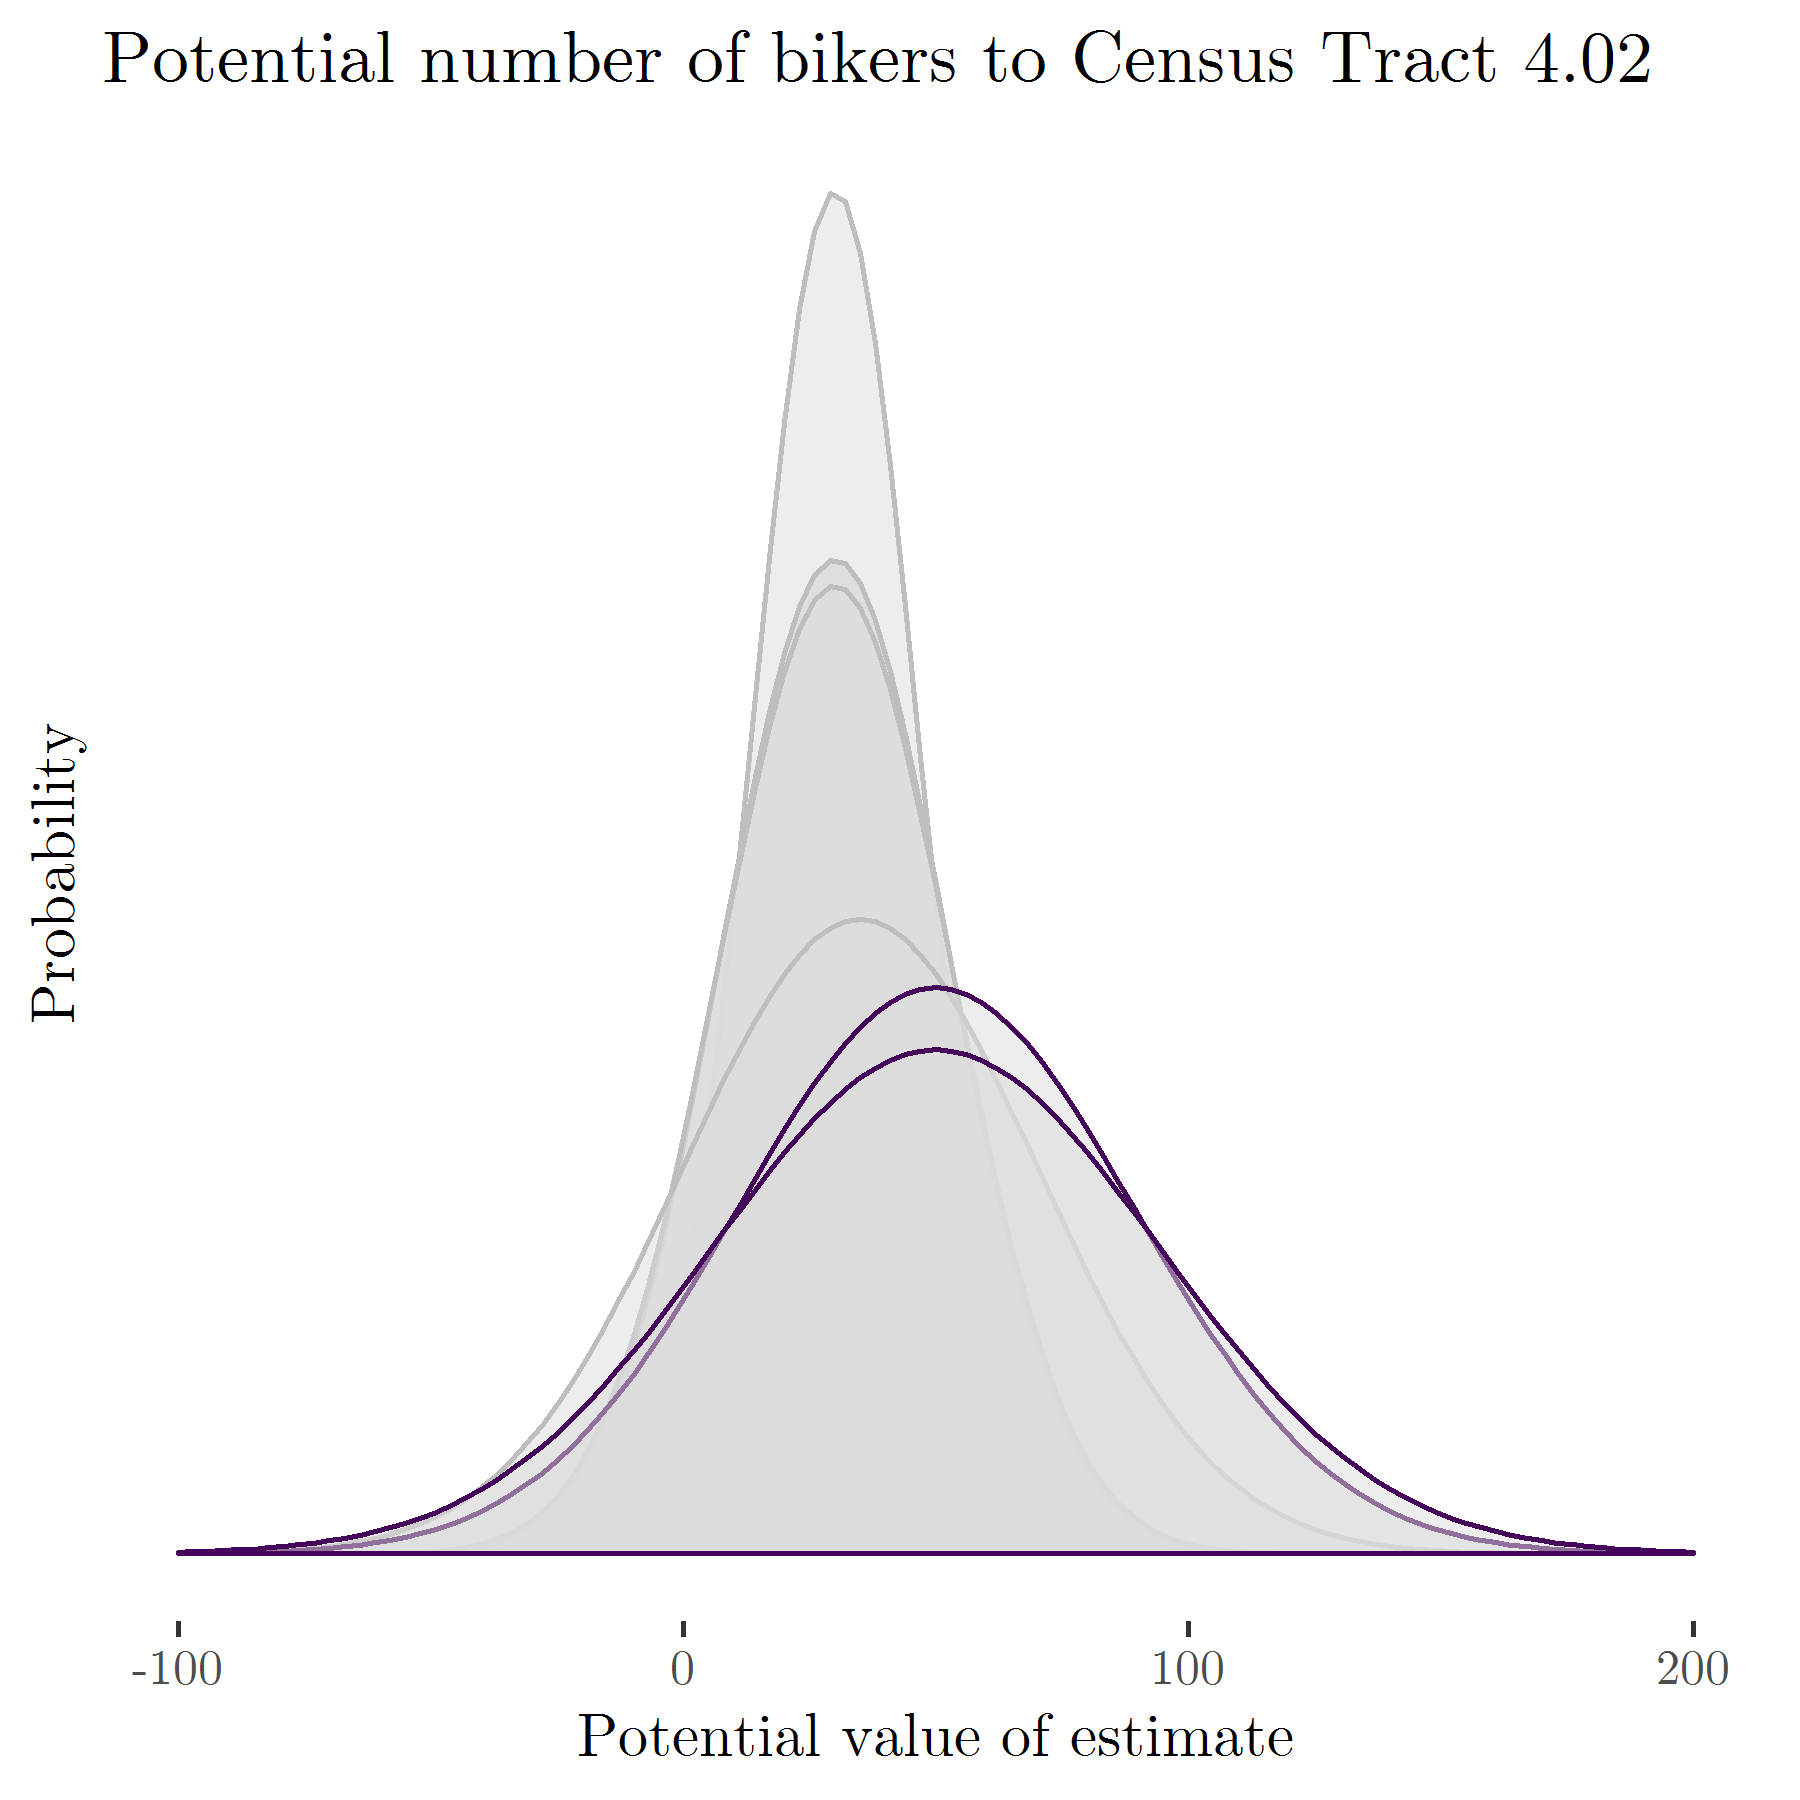 Potential number of bikers to Census Tract 4.02
Probability
-100 0 100 200
Potential value of estimate